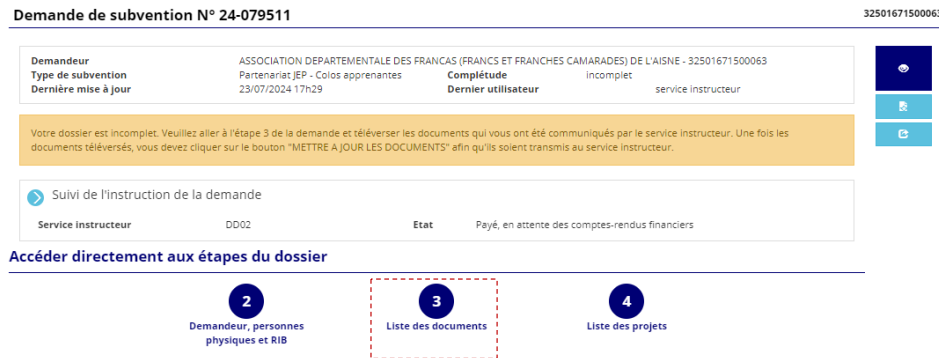 Demande de subvention N° 24-079511 32501671500063
Demandeur ASSOCIATION DEPARTEMENTALE DES FRANCAS (FRANCS ET FRANCHES CAMARADES) DE L'AISNE - 32501671500063
Type de subvention Partenariat JEP - Colos apprenantes Complétude incomplet
Dernière mise à jour 23/07/2024 17h29 Dernier utilisateur service instructeur
Votre dossier est incomplet. Veuillez aller à l'étape 3 de la demande et téléverser les documents qui vous ont été communiqués par le service instructeur. Une fois les
documents téléversés, vous devez cliquer sur le bouton "METTRE A JOUR LES DOCUMENTS" afin qu'ils soient transmis au service instructeur.
Suivi de l'instruction de la demande
Service instructeur DD02 Etat Payé, en attente des comptes-rendus financiers
Accéder directement aux étapes du dossier
2 3 4
Demandeur, personnes Liste des documents Liste des projets
physiques et RIB